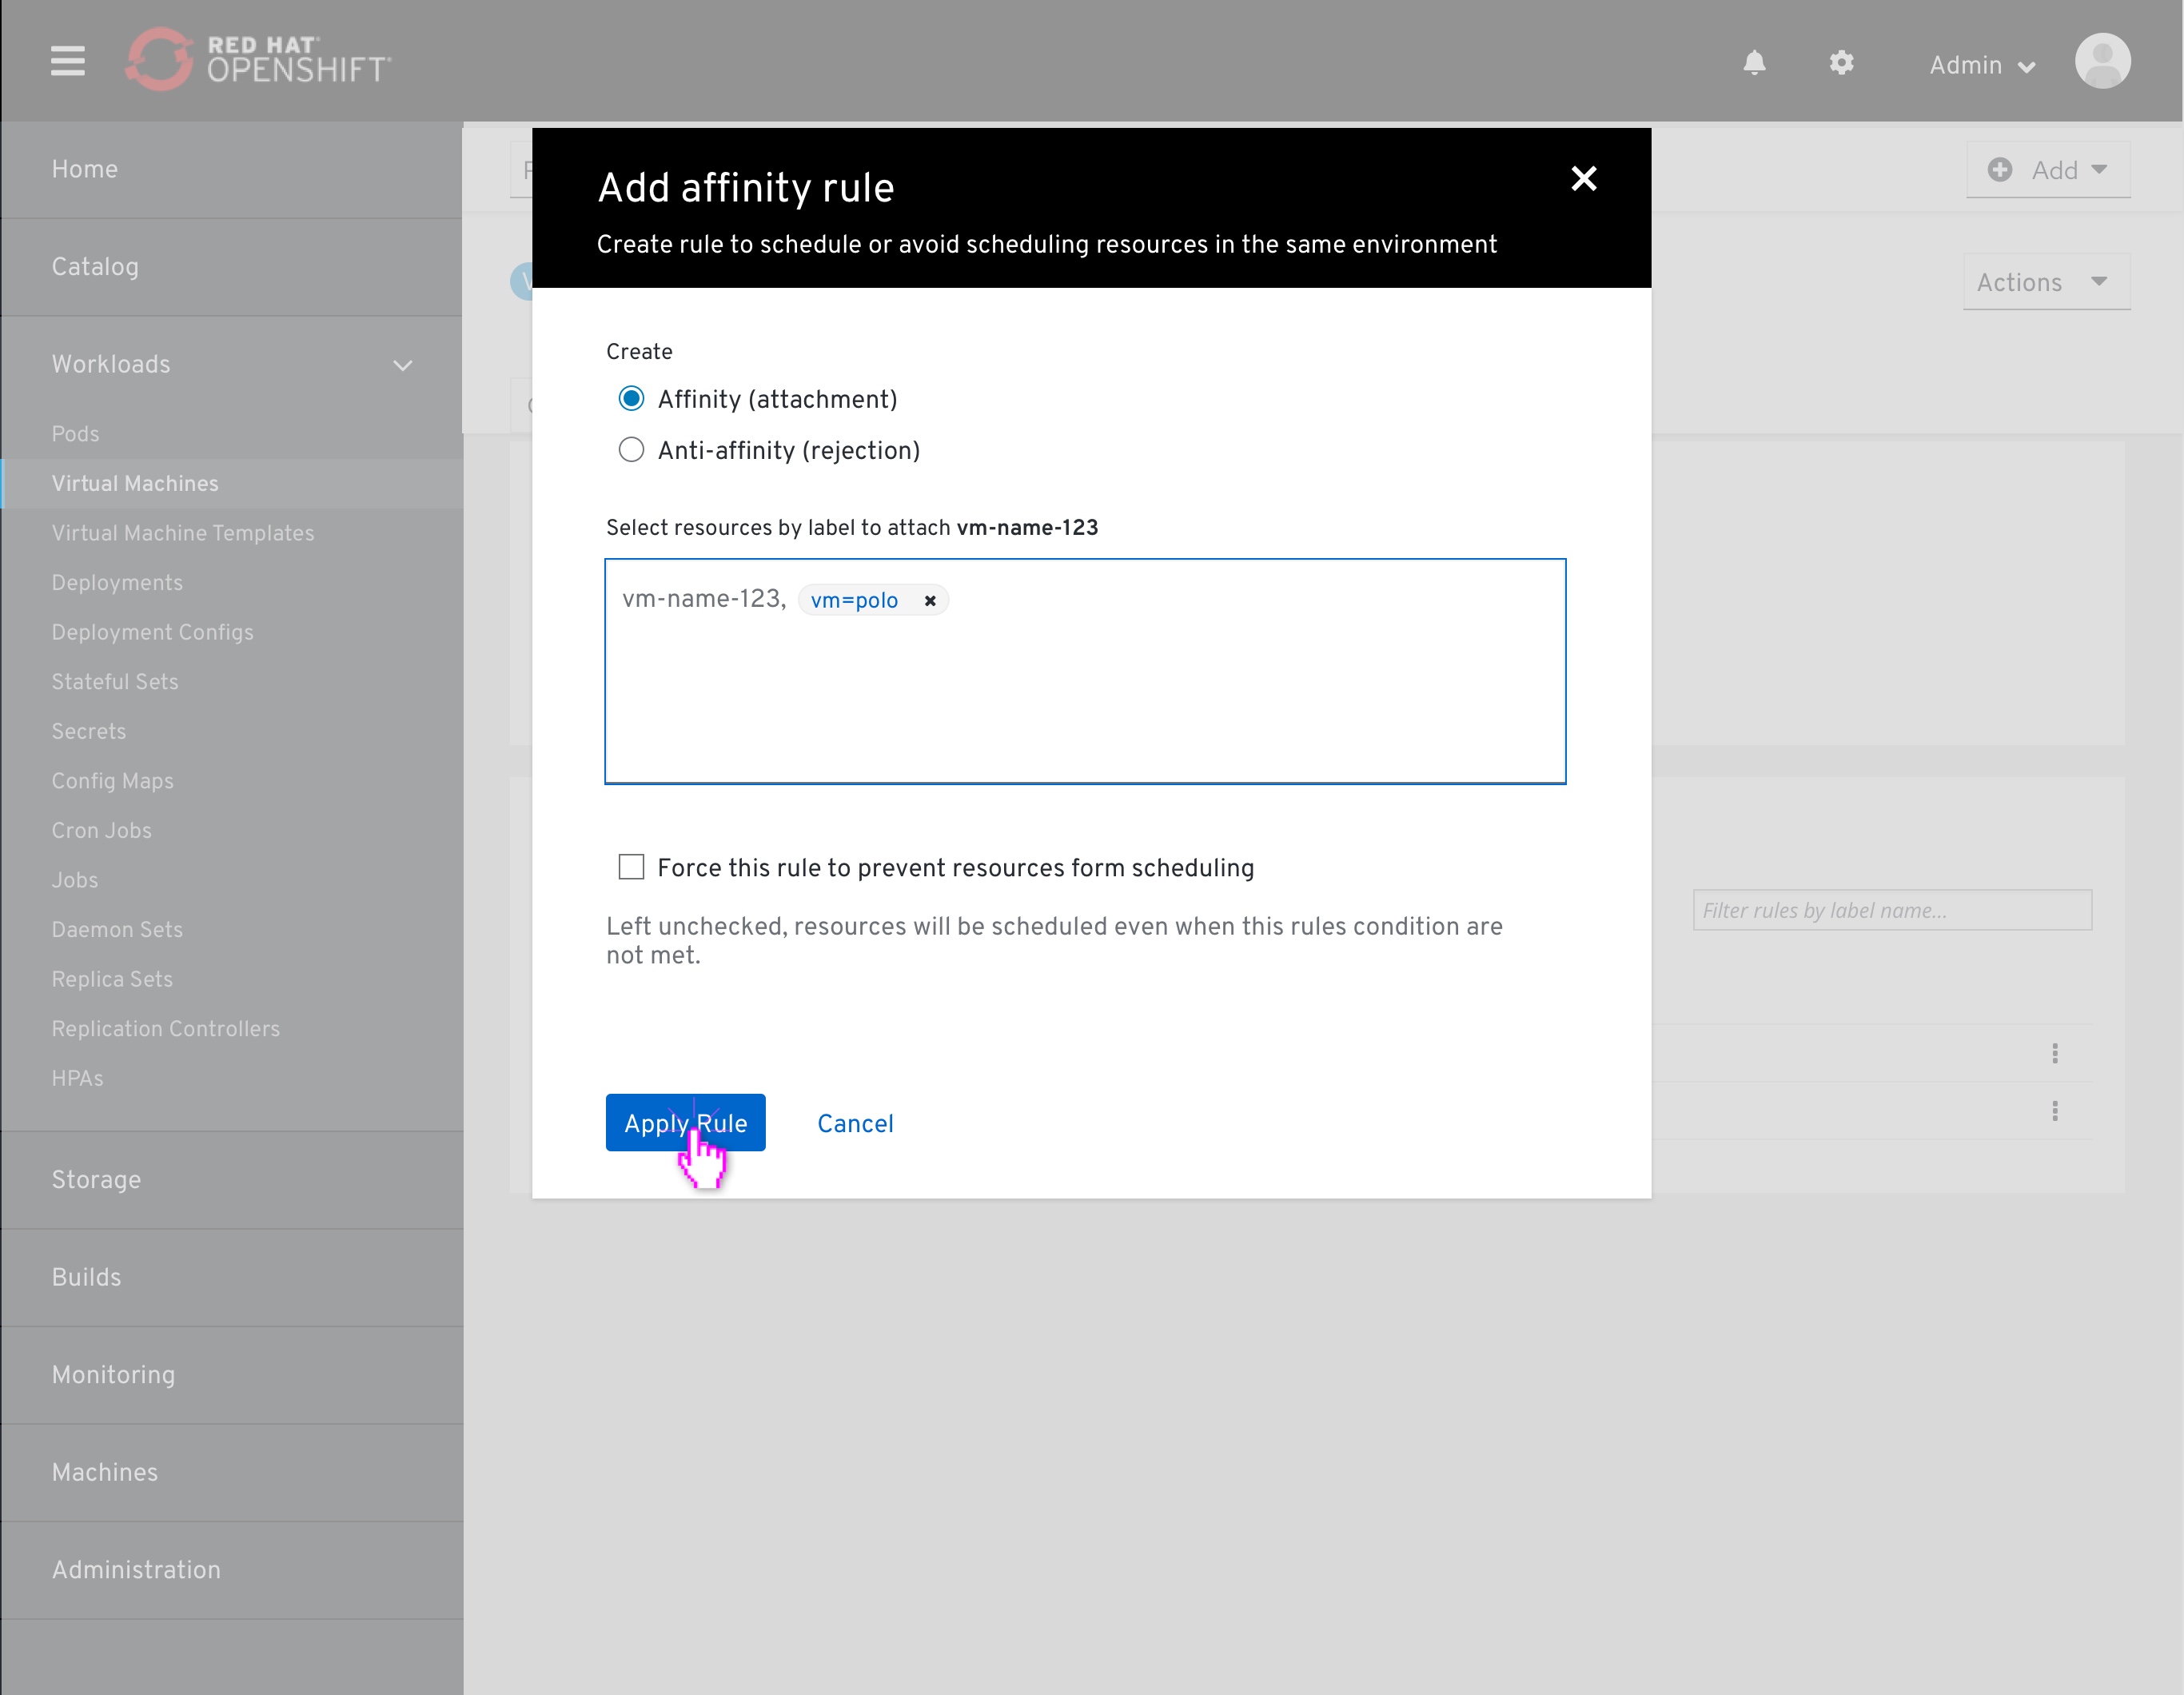 RED HAT®
OPENSHIFT®
Admin
Home
Catalog
Workloads
Pods
Virtual Machines
Virtual Machine Templates
Deployments
Deployment Configs
Stateful Sets
Secrets
Config Maps
Cron Jobs
Jobs
Daemon Sets
Replica Sets
Replication Controllers
HPAs
Storage
Builds
Monitoring
Machines
Administration
Add
Actions
Add affinity rule
Create rule to schedule or avoid scheduling resources in the same environment
Create
Affinity (attachment)
Anti-affinity (rejection)
Select resources by label to attach vm-name-123
vm-name-123, vm=polo
Force this rule to prevent resources form scheduling
Left unchecked, resources will be scheduled even when this rules condition are
not met.
Apply Rule Cancel
Filter rules by label name...